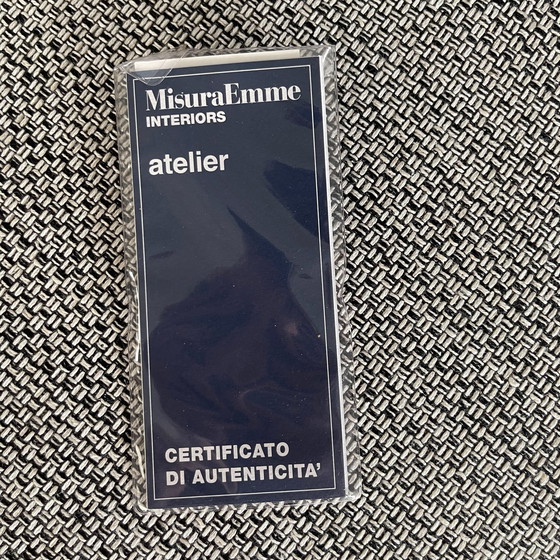 MisuraEmme
INTERIORS
atelier
CERTIFICATO
DI AUTENTICITA'